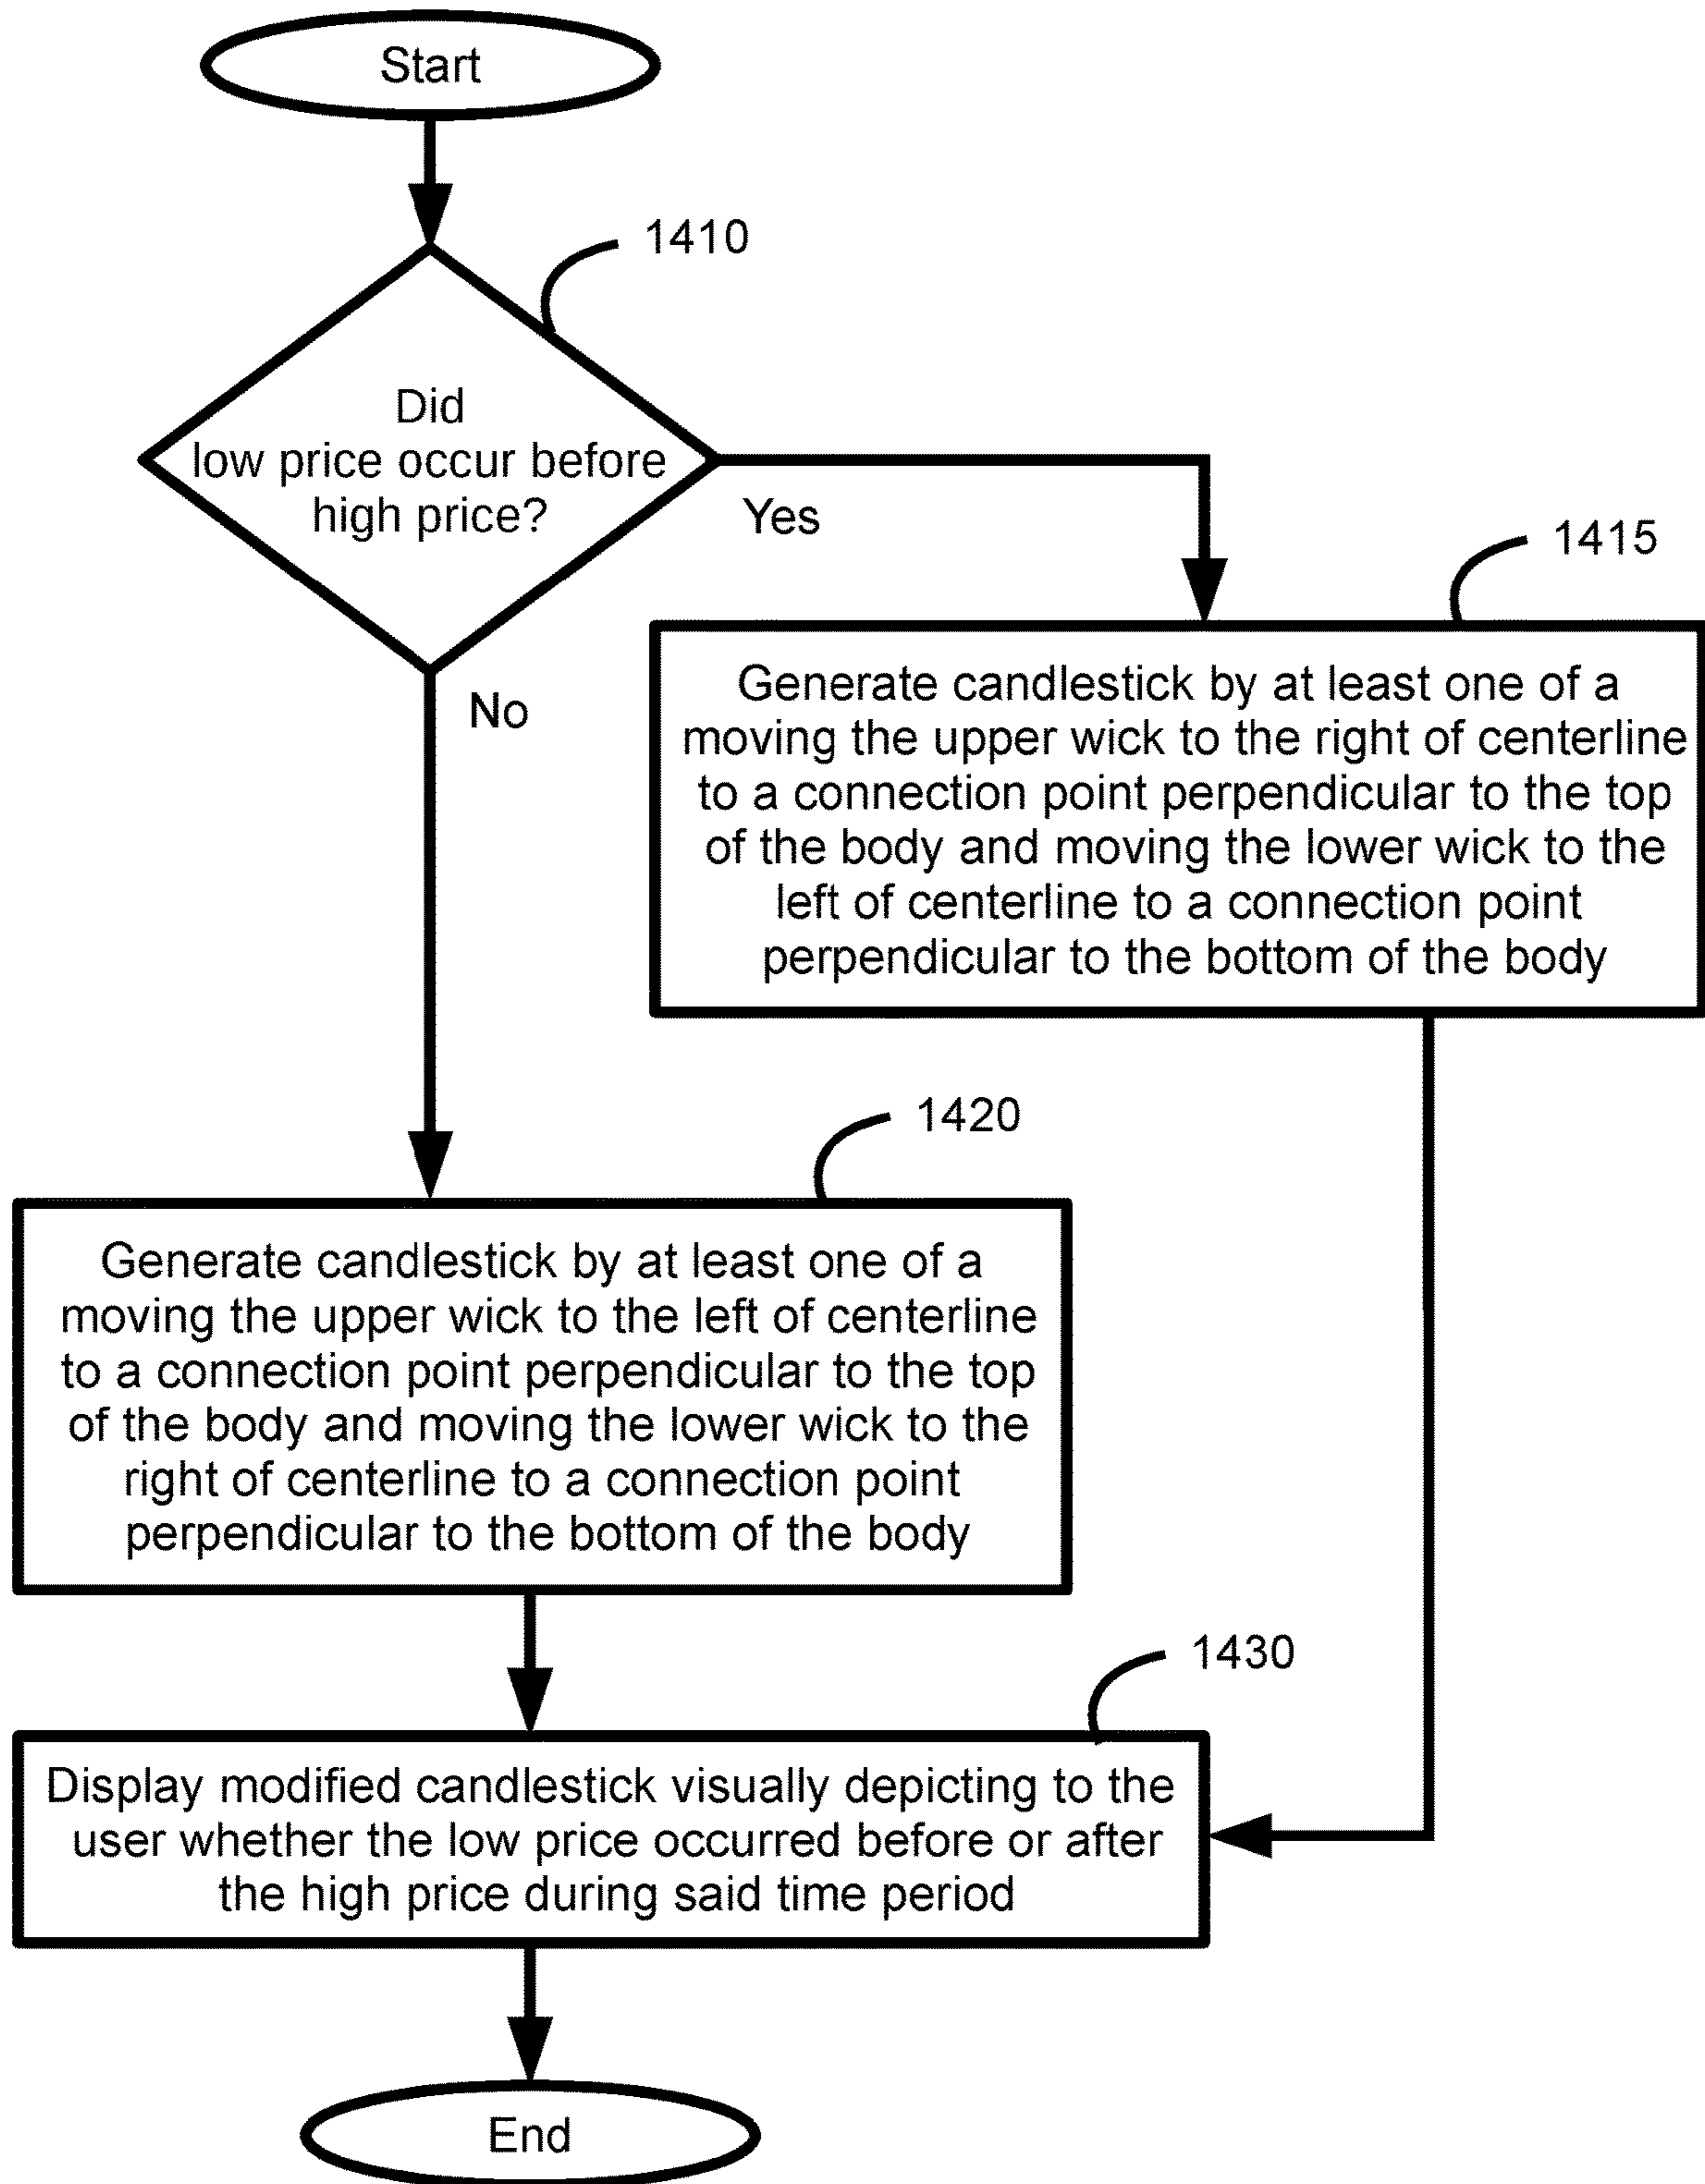 Start
1410
Did
low price occur before
high price?
Yes
1415
Generate candlestick by at least one of a
moving the upper wick to the right of centerline
to a connection point perpendicular to the top
of the body and moving the lower wick to the
left of centerline to a connection point
perpendicular to the bottom of the body
No
1420
Generate candlestick by at least one of a
moving the upper wick to the left of centerline
to a connection point perpendicular to the top
of the body and moving the lower wick to the
right of centerline to a connection point
perpendicular to the bottom of the body
1430
Display modified candlestick visually depicting to the
user whether the low price occurred before or after
the high price during said time period
End